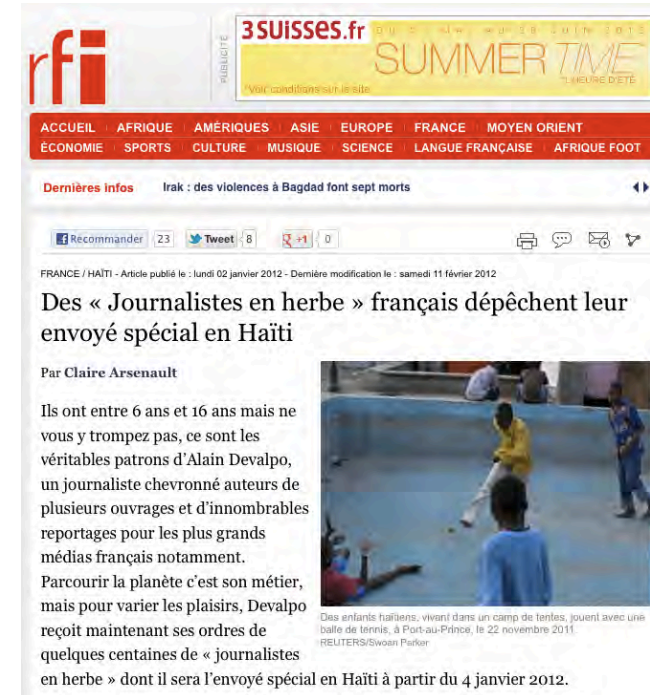 rfi
PUBLICITÉ
3SUISSES.fr
SUMMER TIME
*Voir conditions sur le site
ACCUEIL AFRIQUE AMÉRIQUES ASIE EUROPE FRANCE MOYEN ORIENT
ÉCONOMIE SPORTS CULTURE MUSIQUE SCIENCE LANGUE FRANÇAISE AFRIQUE FOOT
Dernières infos Irak : des violences à Bagdad font sept morts
Recommander 23 Tweet 8 +1 0
FRANCE / HAÏTI - Article publié le : lundi 02 janvier 2012 - Dernière modification le : samedi 11 février 2012
Des « Journalistes en herbe » français dépêchent leur
envoyé spécial en Haïti
Par Claire Arsenault
Ils ont entre 6 ans et 16 ans mais ne
vous y trompez pas, ce sont les
véritables patrons d'Alain Devalpo,
un journaliste chevronné auteurs de
plusieurs ouvrages et d'innombrables
reportages pour les plus grands
médias français notamment.
Parcourir la planète c'est son métier,
mais pour varier les plaisirs, Devalpo
reçoit maintenant ses ordres de
quelques centaines de « journalistes
en herbe » dont il sera l'envoyé spécial en Haïti à partir du 4 janvier 2012.
Des enfants haïtiens, vivant dans un camp de tentes, jouent avec une
balle de tennis, à Port-au-Prince, le 22 novembre 2011.
REUTERS/Swoan Parker